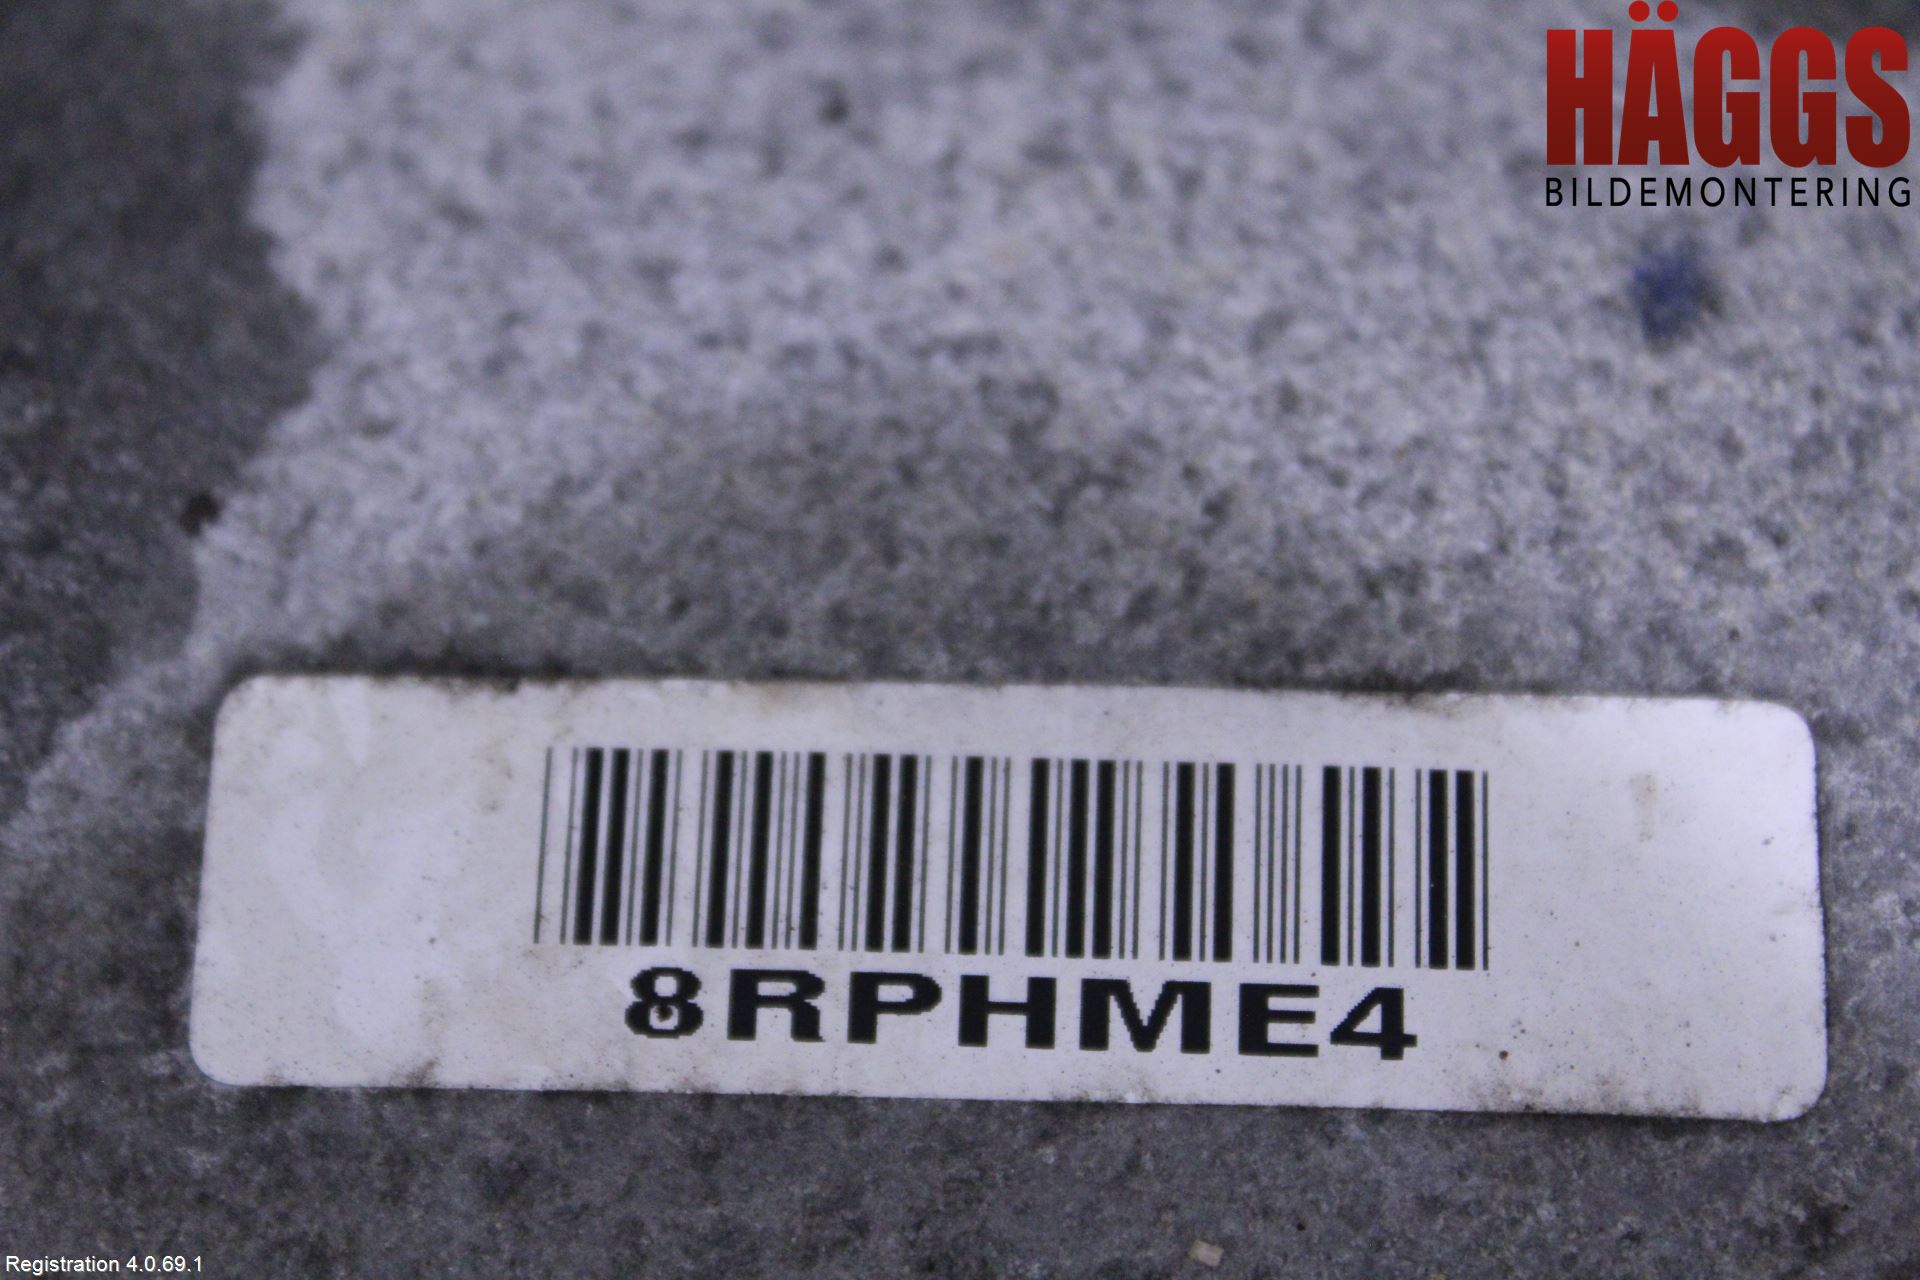 HÄGGS
BILDEMONTERING
8RPHME4
Registration 4.0.69.1